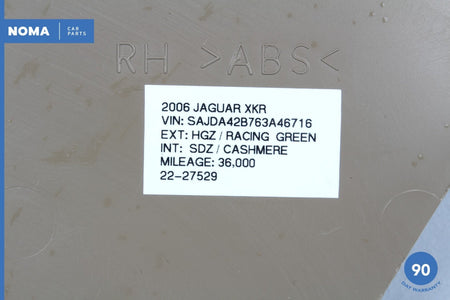 NOMA CAR PARTS
RH >ABS<
2006 JAGUAR XKR
VIN: SAJDA42B763A46716
EXT: HGZ / RACING GREEN
INT: SDZ / CASHMERE
MILEAGE: 36,000
22-27529
90
DAY WARRANTY